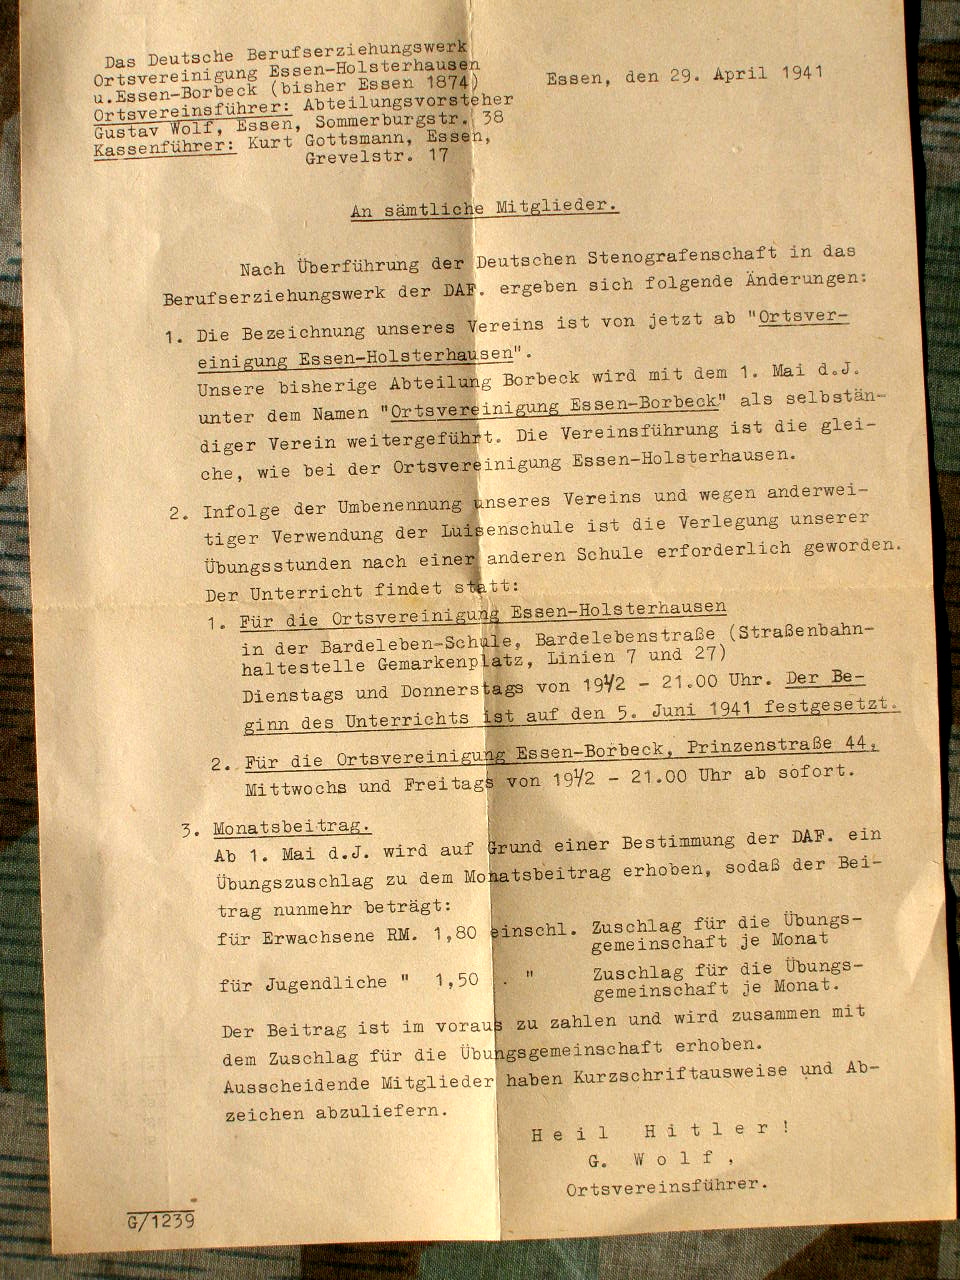 Das Deutsche Berufserziehungswerk
Ortsvereinigung Essen-Holsterhausen
u.Essen-Borbeck (bisher Essen 1874)
Ortsvereinsführer: Abteilungsvorsteher
Gustav Wolf, Essen, Sommerburgstr. 38
Kassenführer: Kurt Gottsmann, Essen,
Grevelstr. 17
Essen, den 29. April 1941
An sämtliche Mitglieder.
Nach Überführung der Deutschen Stenografenschaft in das
Berufserziehungswerk der DAF. ergeben sich folgende Änderungen:
1. Die Bezeichnung unseres Vereins ist von jetzt ab "Ortsver-
einigung Essen-Holsterhausen".
Unsere bisherige Abteilung Borbeck wird mit dem 1. Mai d.J.
unter dem Namen "Ortsvereinigung Essen-Borbeck" als selbstän-
diger Verein weitergeführt. Die Vereinsführung ist die glei-
che, wie bei der Ortsvereinigung Essen-Holsterhausen.
2. Infolge der Umbenennung unseres Vereins und wegen anderwei-
tiger Verwendung der Luisenschule ist die Verlegung unserer
Übungsstunden nach einer anderen Schule erforderlich geworden.
Der Unterricht findet statt:
1. Für die Ortsvereinigung Essen-Holsterhausen
in der Bardeleben-Schule, Bardelebenstraße (Straßenbahn-
haltestelle Gemarkenplatz, Linien 7 und 27)
Dienstags und Donnerstags von 19½ - 21.00 Uhr. Der Be-
ginn des Unterrichts ist auf den 5. Juni 1941 festgesetzt.
2. Für die Ortsvereinigung Essen-Borbeck, Prinzenstraße 44,
Mittwochs und Freitags von 19½ - 21.00 Uhr ab sofort.
3. Monatsbeitrag.
Ab 1. Mai d.J. wird auf Grund einer Bestimmung der DAF. ein
Übungszuschlag zu dem Monatsbeitrag erhoben, sodaß der Bei-
trag nunmehr beträgt:
für Erwachsene RM. 1,80 einschl. Zuschlag für die Übungs-
gemeinschaft je Monat
für Jugendliche " 1,50 . " Zuschlag für die Übungs-
gemeinschaft je Monat.
Der Beitrag ist im voraus zu zahlen und wird zusammen mit
dem Zuschlag für die Übungsgemeinschaft erhoben.
Ausscheidende Mitglieder haben Kurzschriftausweise und Ab-
zeichen abzuliefern.
Heil Hitler!
G. Wolf,
Ortsvereinsführer.
G/1239